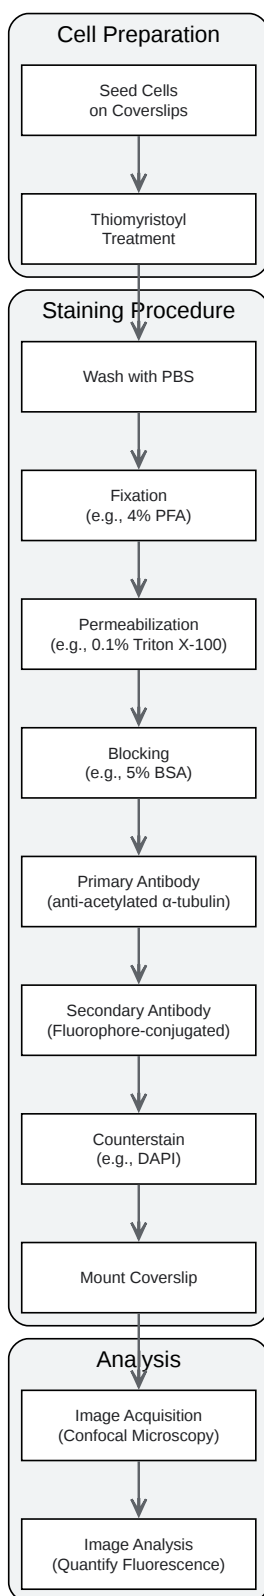 Cell Preparation
Seed Cells
on Coverslips
Thiomyristoyl
Treatment
Staining Procedure
Wash with PBS
Fixation
(e.g., 4% PFA)
Permeabilization
(e.g., 0.1% Triton X-100)
Blocking
(e.g., 5% BSA)
Primary Antibody
(anti-acetylated α-tubulin)
Secondary Antibody
(Fluorophore-conjugated)
Counterstain
(e.g., DAPI)
Mount Coverslip
Analysis
Image Acquisition
(Confocal Microscopy)
Image Analysis
(Quantify Fluorescence)